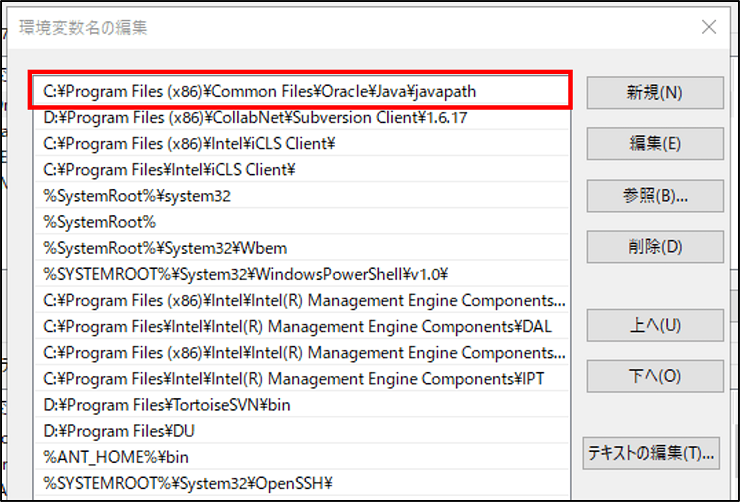 環境変数名の編集
C:¥Program Files (x86)¥Common Files¥Oracle¥Java¥javapath
D:¥Program Files (x86)¥CollabNet¥Subversion Client¥1.6.17
C:¥Program Files (x86)¥Intel¥iCLS Client¥
C:¥Program Files¥Intel¥iCLS Client¥
%SystemRoot%¥system32
%SystemRoot%
%SystemRoot%¥System32¥Wbem
%SYSTEMROOT%¥System32¥WindowsPowerShell¥v1.0¥
C:¥Program Files (x86)¥Intel¥Intel(R) Management Engine Components...
C:¥Program Files¥Intel¥Intel(R) Management Engine Components¥DAL
C:¥Program Files (x86)¥Intel¥Intel(R) Management Engine Components...
C:¥Program Files¥Intel¥Intel(R) Management Engine Components¥IPT
D:¥Program Files¥TortoiseSVN¥bin
D:¥Program Files¥DU
%ANT_HOME%¥bin
%SYSTEMROOT%¥System32¥OpenSSH¥
新規(N)
編集(E)
参照(B)...
削除(D)
上へ(U)
下へ(O)
テキストの編集(T)...